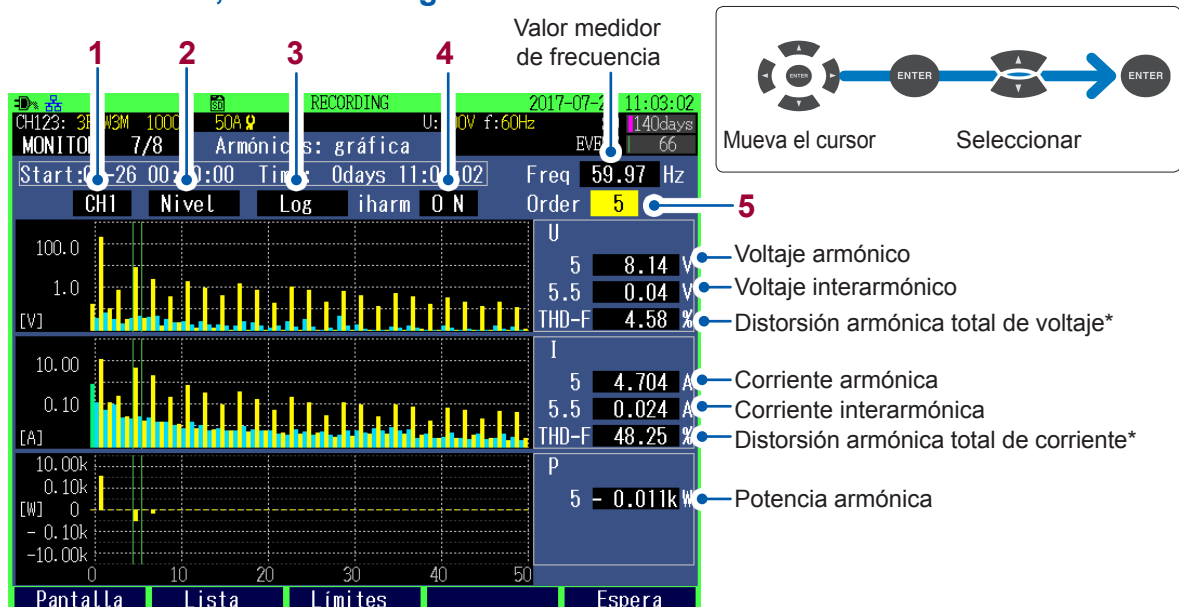 Valor medidor
de frecuencia
1 2 3 4
ENTER ENTER ENTER
Mueva el cursor Seleccionar
SD RECORDING 2017-07-2 11:03:02
CH123: 3P W3M 1000 50A U: 00V f:60Hz 140days
MONITO 7/8 Armónic s: gráfica EVE 66
Start: -26 00: 0:00 Tim : 0days 11:0 :02 Freq 59.97 Hz
CH1 Nivel Log iharm O N Order 5
5
U
100.0
1.0
[V]
5 8.14 V
5.5 0.04 V
THD-F 4.58 %
Voltaje armónico
Voltaje interarmónico
Distorsión armónica total de voltaje*
I
10.00
0.10
[A]
5 4.704 A
5.5 0.024 A
THD-F 48.25 %
Corriente armónica
Corriente interarmónica
Distorsión armónica total de corriente*
P
10.00k
0.10k
[W] 0
- 0.10k
-10.00k
5 - 0.011k W
Potencia armónica
0 10 20 30 40 50
Pantalla Lista Límites Espera